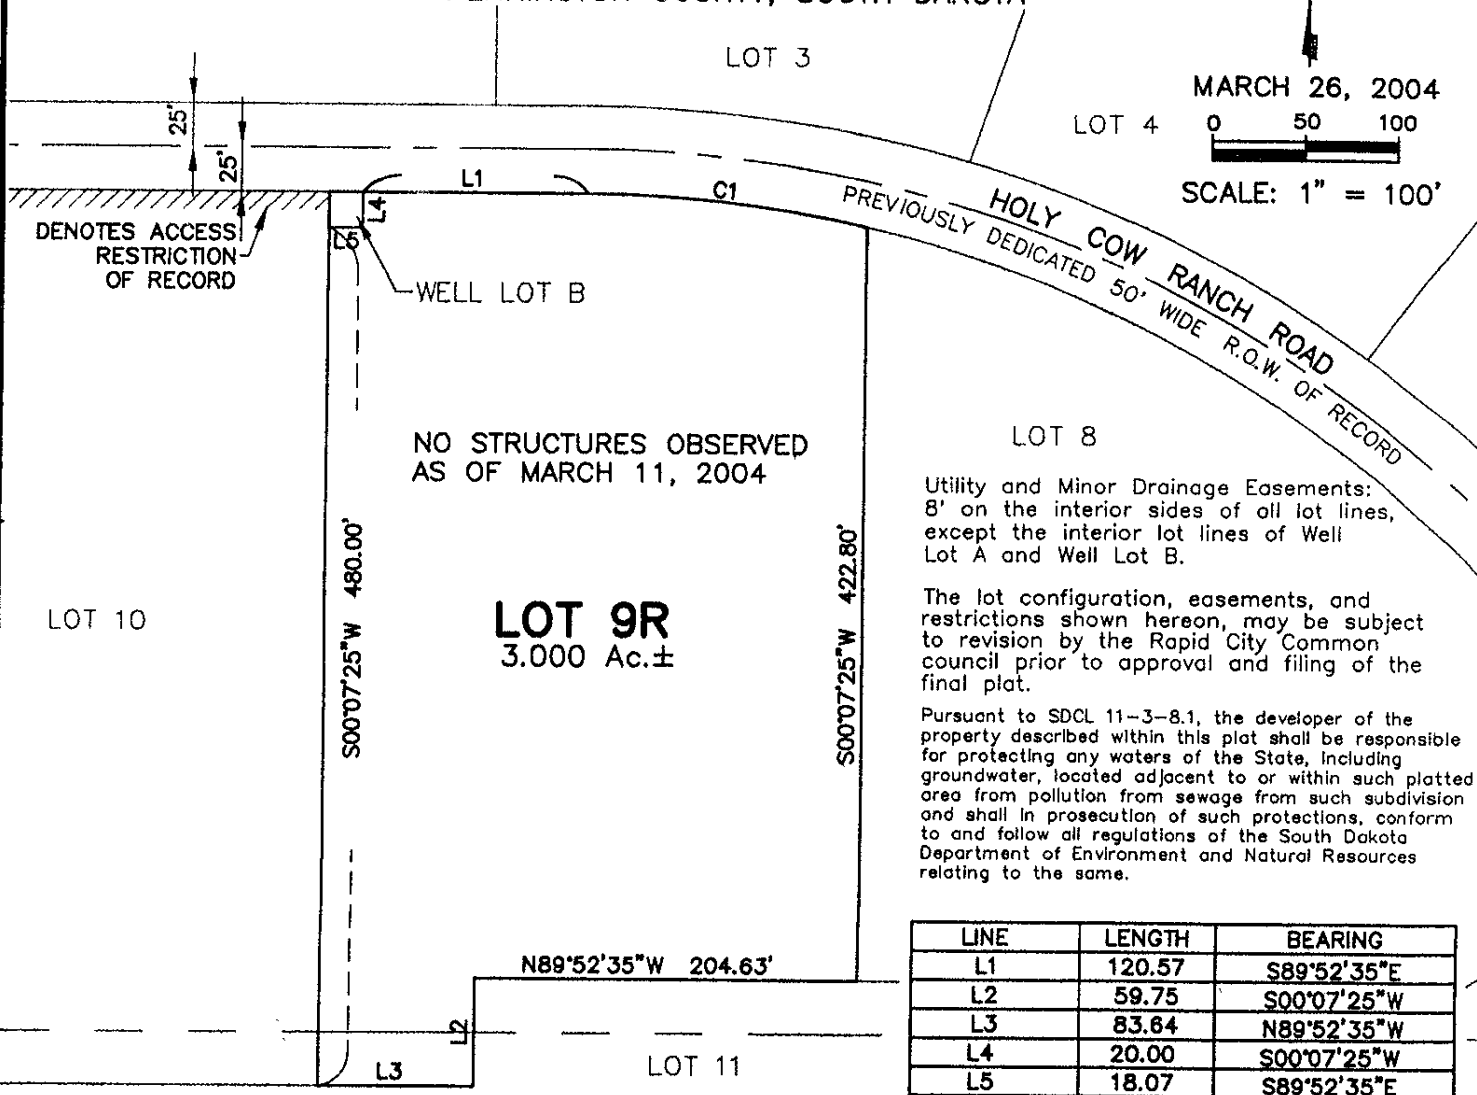 COUNTY, SOUTH DAKOTA
LOT 3
MARCH 26, 2004
LOT 4
0 50 100
SCALE: 1" = 100'
25'
25'
L1
C1
L4
L5
HOLY COW RANCH ROAD
PREVIOUSLY DEDICATED 50' WIDE R.O.W. OF RECORD
DENOTES ACCESS
RESTRICTION
OF RECORD
WELL LOT B
NO STRUCTURES OBSERVED
AS OF MARCH 11, 2004
LOT 8
Utility and Minor Drainage Easements:
8' on the interior sides of all lot lines,
except the interior lot lines of Well
Lot A and Well Lot B.
S00°07'25"W 480.00'
S00°07'25"W 422.80'
LOT 10
LOT 9R
3.000 Ac.±
The lot configuration, easements, and
restrictions shown hereon, may be subject
to revision by the Rapid City Common
council prior to approval and filing of the
final plat.
Pursuant to SDCL 11-3-8.1, the developer of the
property described within this plat shall be responsible
for protecting any waters of the State, including
groundwater, located adjacent to or within such platted
area from pollution from sewage from such subdivision
and shall in prosecution of such protections, conform
to and follow all regulations of the South Dakota
Department of Environment and Natural Resources
relating to the same.
N89°52'35"W 204.63'
L2
L3
LOT 11
LINE LENGTH BEARING
L1 120.57 S89°52'35"E
L2 59.75 S00°07'25"W
L3 83.64 N89°52'35"W
L4 20.00 S00°07'25"W
L5 18.07 S89°52'35"E